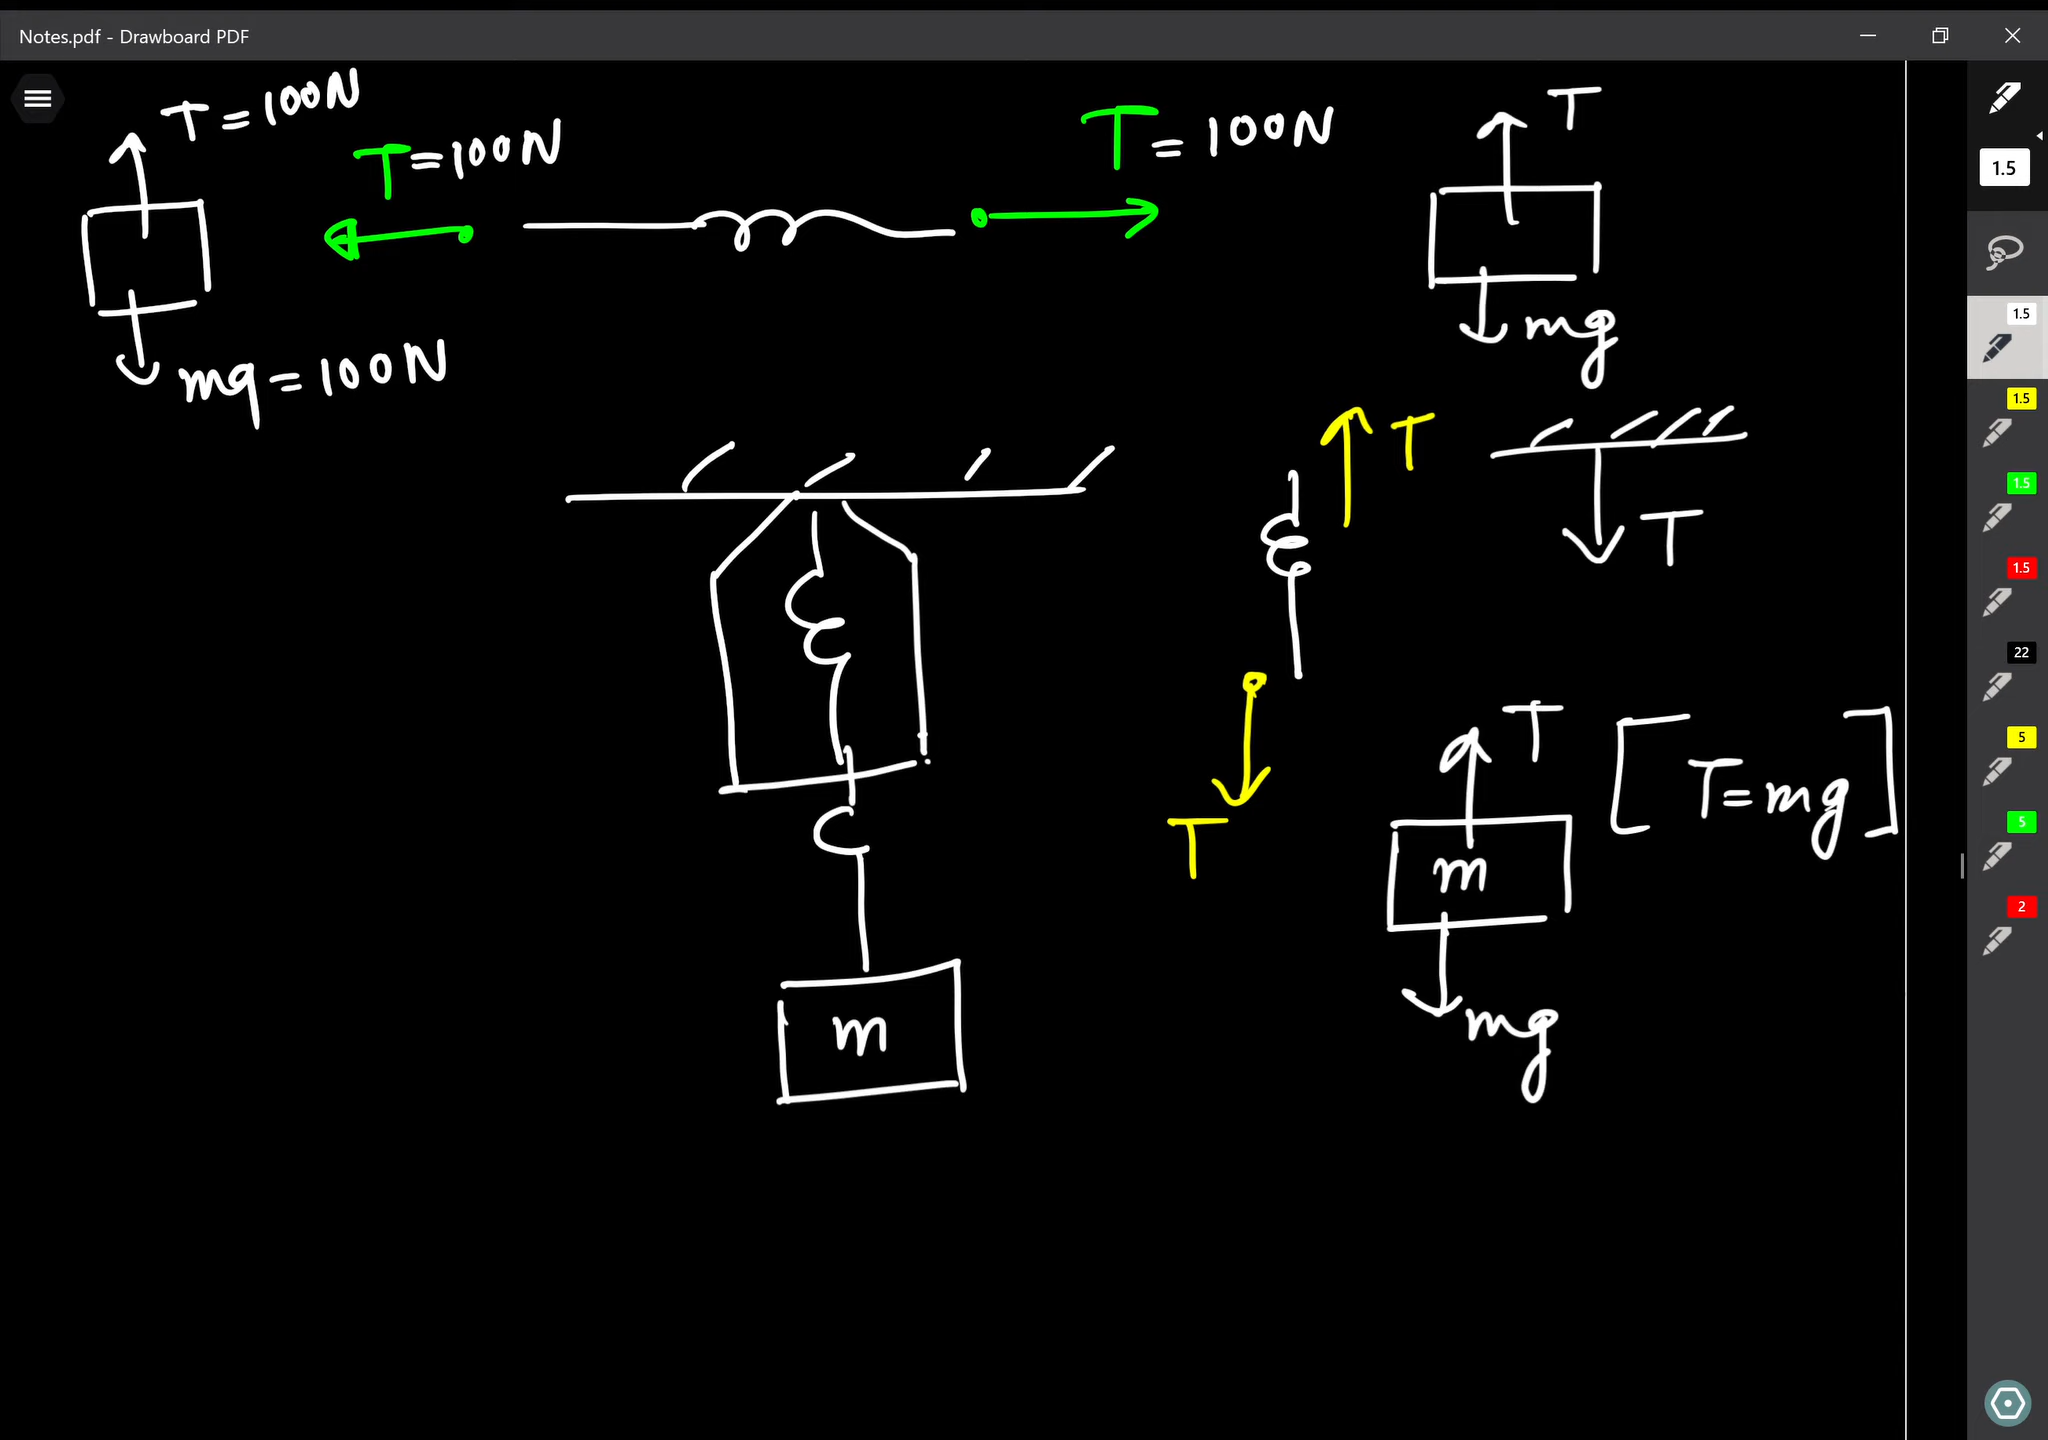 Notes.pdf - Drawboard PDF
T = 100N
T = 100N
T = 100N
T
mg = 100N
mg
1.5
1.5
1.5
1.5
1.5
22
5
5
2
T
T
T
T
[T = mg]
m
mg
m